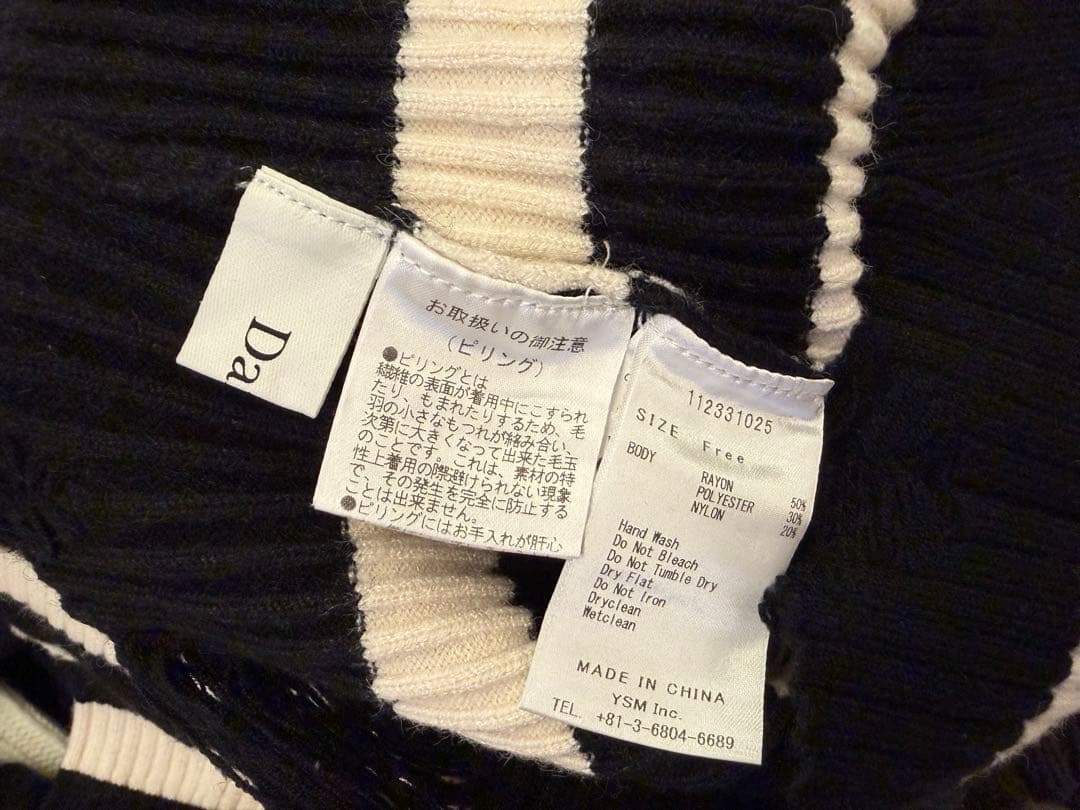 Da
お取扱いの御注意
（ピリング）
●ピリングとは
繊維の表面が着用中にこすられ
たり、もまれたりするため、毛
羽の小さなもつれが絡み合い、
次第に大きくなって出来た毛玉
のことです。これは、素材の特
性上着用の際避けられない現象
で、その発生を完全に防止する
ことは出来ません。
●ピリングにはお手入れが肝心
112331025
SIZE Free
BODY
RAYON 50%
POLYESTER 30%
NYLON 20%
Hand Wash
Do Not Bleach
Do Not Tumble Dry
Dry Flat
Do Not Iron
Dryclean
Wetclean
MADE IN CHINA
YSM Inc.
TEL. +81-3-6804-6689